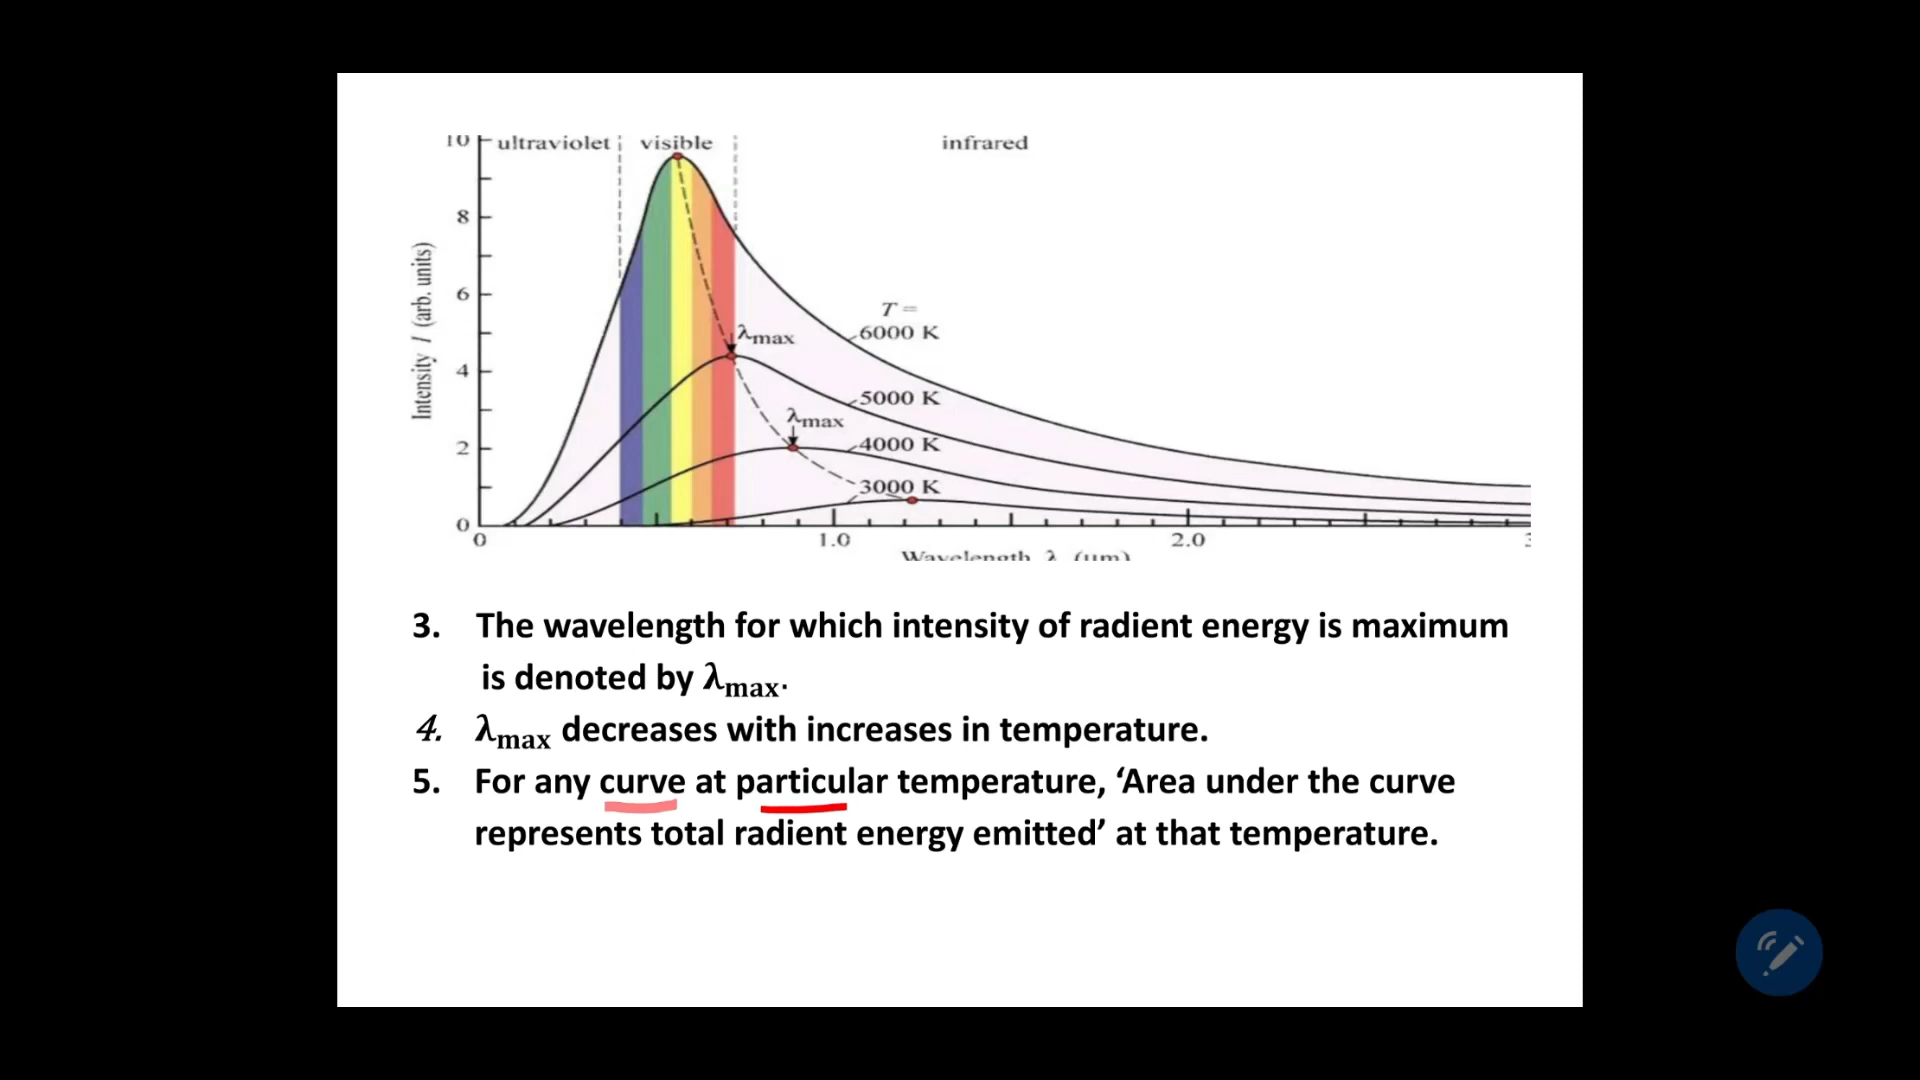 10 ultraviolet visible infrared
8
6
4
2
0
Intensity I (arb. units)
T =
6000 K
λmax
5000 K
λmax
4000 K
3000 K
0 1.0 2.0
Wavelength λ (μm)
3. The wavelength for which intensity of radient energy is maximum
is denoted by λmax.
4. λmax decreases with increases in temperature.
5. For any curve at particular temperature, ‘Area under the curve
represents total radient energy emitted’ at that temperature.